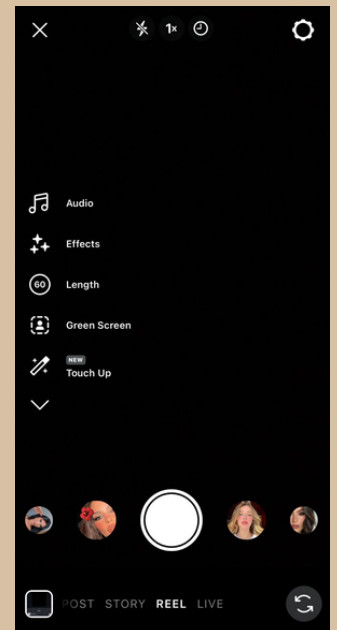 1x
Audio
Effects
60 Length
Green Screen
NEW
Touch Up
POST STORY REEL LIVE